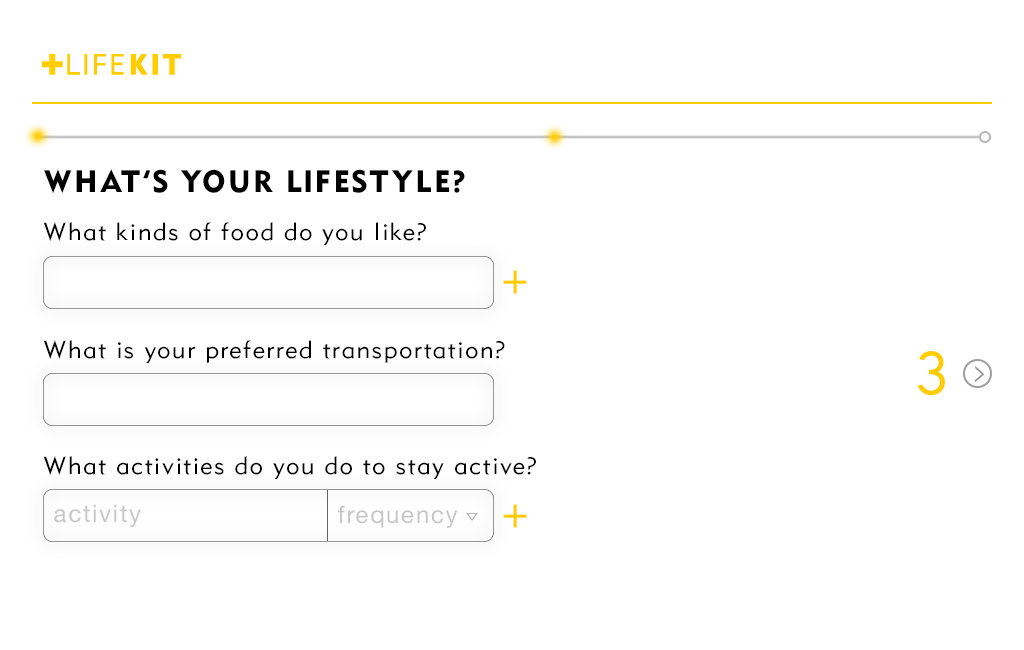 +LIFEKIT
WHAT'S YOUR LIFESTYLE?
What kinds of food do you like?
+
What is your preferred transportation?
3
What activities do you do to stay active?
activity frequency +